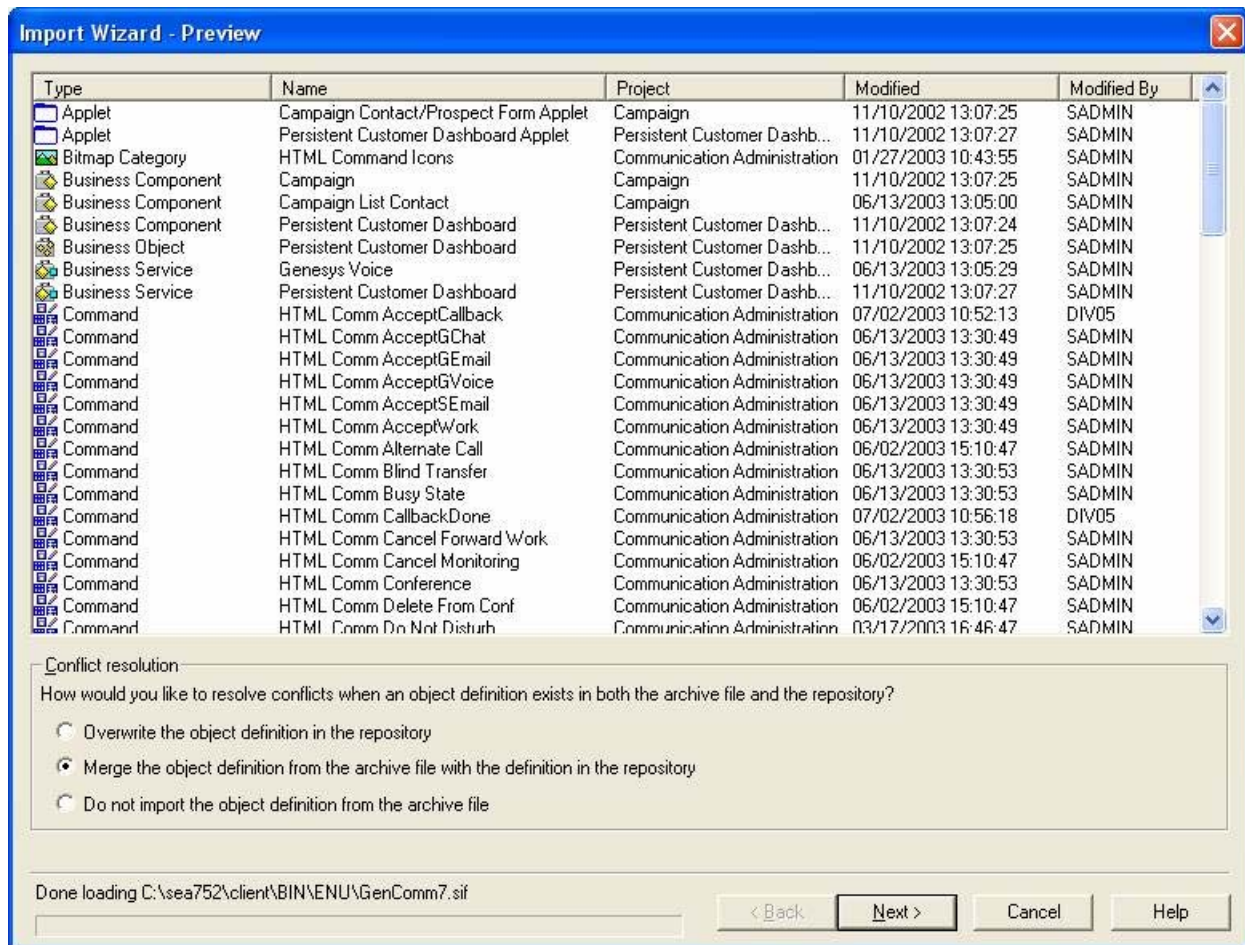 Import Wizard - Preview
Type Name Project Modified Modified By
Applet Campaign Contact/Prospect Form Applet Campaign 11/10/2002 13:07:25 SADMIN
Applet Persistent Customer Dashboard Applet Persistent Customer Dashb... 11/10/2002 13:07:27 SADMIN
Bitmap Category HTML Command Icons Communication Administration 01/27/2003 10:43:55 SADMIN
Business Component Campaign Campaign 11/10/2002 13:07:25 SADMIN
Business Component Campaign List Contact Campaign 06/13/2003 13:05:00 SADMIN
Business Component Persistent Customer Dashboard Persistent Customer Dashb... 11/10/2002 13:07:24 SADMIN
Business Object Persistent Customer Dashboard Persistent Customer Dashb... 11/10/2002 13:07:25 SADMIN
Business Service Genesys Voice Persistent Customer Dashb... 06/13/2003 13:05:29 SADMIN
Business Service Persistent Customer Dashboard Persistent Customer Dashb... 11/10/2002 13:07:27 SADMIN
Command HTML Comm AcceptCallback Communication Administration 07/02/2003 10:52:13 DIV05
Command HTML Comm AcceptGChat Communication Administration 06/13/2003 13:30:49 SADMIN
Command HTML Comm AcceptGEmail Communication Administration 06/13/2003 13:30:49 SADMIN
Command HTML Comm AcceptGVoice Communication Administration 06/13/2003 13:30:49 SADMIN
Command HTML Comm AcceptSEmail Communication Administration 06/13/2003 13:30:49 SADMIN
Command HTML Comm AcceptWork Communication Administration 06/13/2003 13:30:49 SADMIN
Command HTML Comm Alternate Call Communication Administration 06/02/2003 15:10:47 SADMIN
Command HTML Comm Blind Transfer Communication Administration 06/13/2003 13:30:53 SADMIN
Command HTML Comm Busy State Communication Administration 06/13/2003 13:30:53 SADMIN
Command HTML Comm CallbackDone Communication Administration 07/02/2003 10:56:18 DIV05
Command HTML Comm Cancel Forward Work Communication Administration 06/13/2003 13:30:53 SADMIN
Command HTML Comm Cancel Monitoring Communication Administration 06/02/2003 15:10:47 SADMIN
Command HTML Comm Conference Communication Administration 06/13/2003 13:30:53 SADMIN
Command HTML Comm Delete From Conf Communication Administration 06/02/2003 15:10:47 SADMIN
Command HTML Comm Do Not Disturb Communication Administration 03/17/2003 16:46:47 SADMIN
Conflict resolution
How would you like to resolve conflicts when an object definition exists in both the archive file and the repository?
Overwrite the object definition in the repository
Merge the object definition from the archive file with the definition in the repository
Do not import the object definition from the archive file
Done loading C:\sea752\client\BIN\ENU\GenComm7.sif
< Back Next > Cancel Help